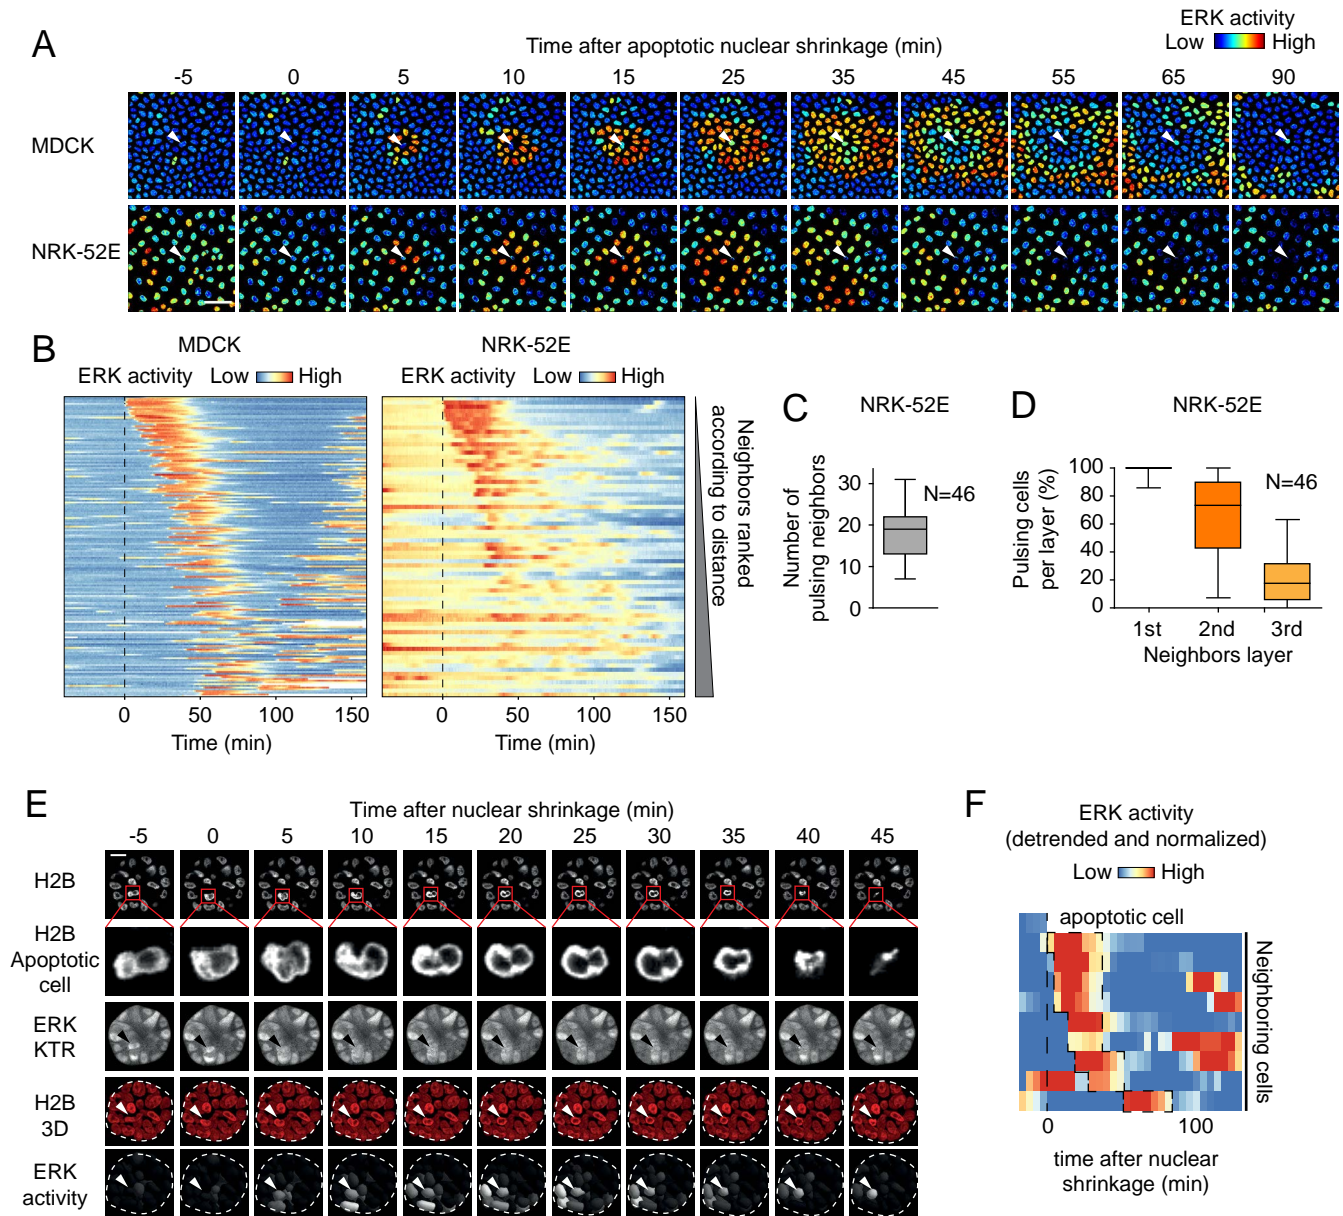 A
Time after apoptotic nuclear shrinkage (min)
ERK activity
Low High
-5 0 5 10 15 25 35 45 55 65 90
MDCK
NRK-52E
B
MDCK
ERK activity Low High
NRK-52E
ERK activity Low High
Neighbors ranked
according to distance
0 50 100 150
Time (min)
0 50 100 150
Time (min)
C
NRK-52E
Number of
pulsing neighbors
30
20
10
0
N=46
D
NRK-52E
Pulsing cells
per layer (%)
100
80
60
40
20
0
N=46
1st 2nd 3rd
Neighbors layer
E
Time after nuclear shrinkage (min)
-5 0 5 10 15 20 25 30 35 40 45
H2B
H2B
Apoptotic
cell
ERK
KTR
H2B
3D
ERK
activity
F
ERK activity
(detrended and normalized)
Low High
apoptotic cell
Neighboring cells
0 100
time after nuclear
shrinkage (min)